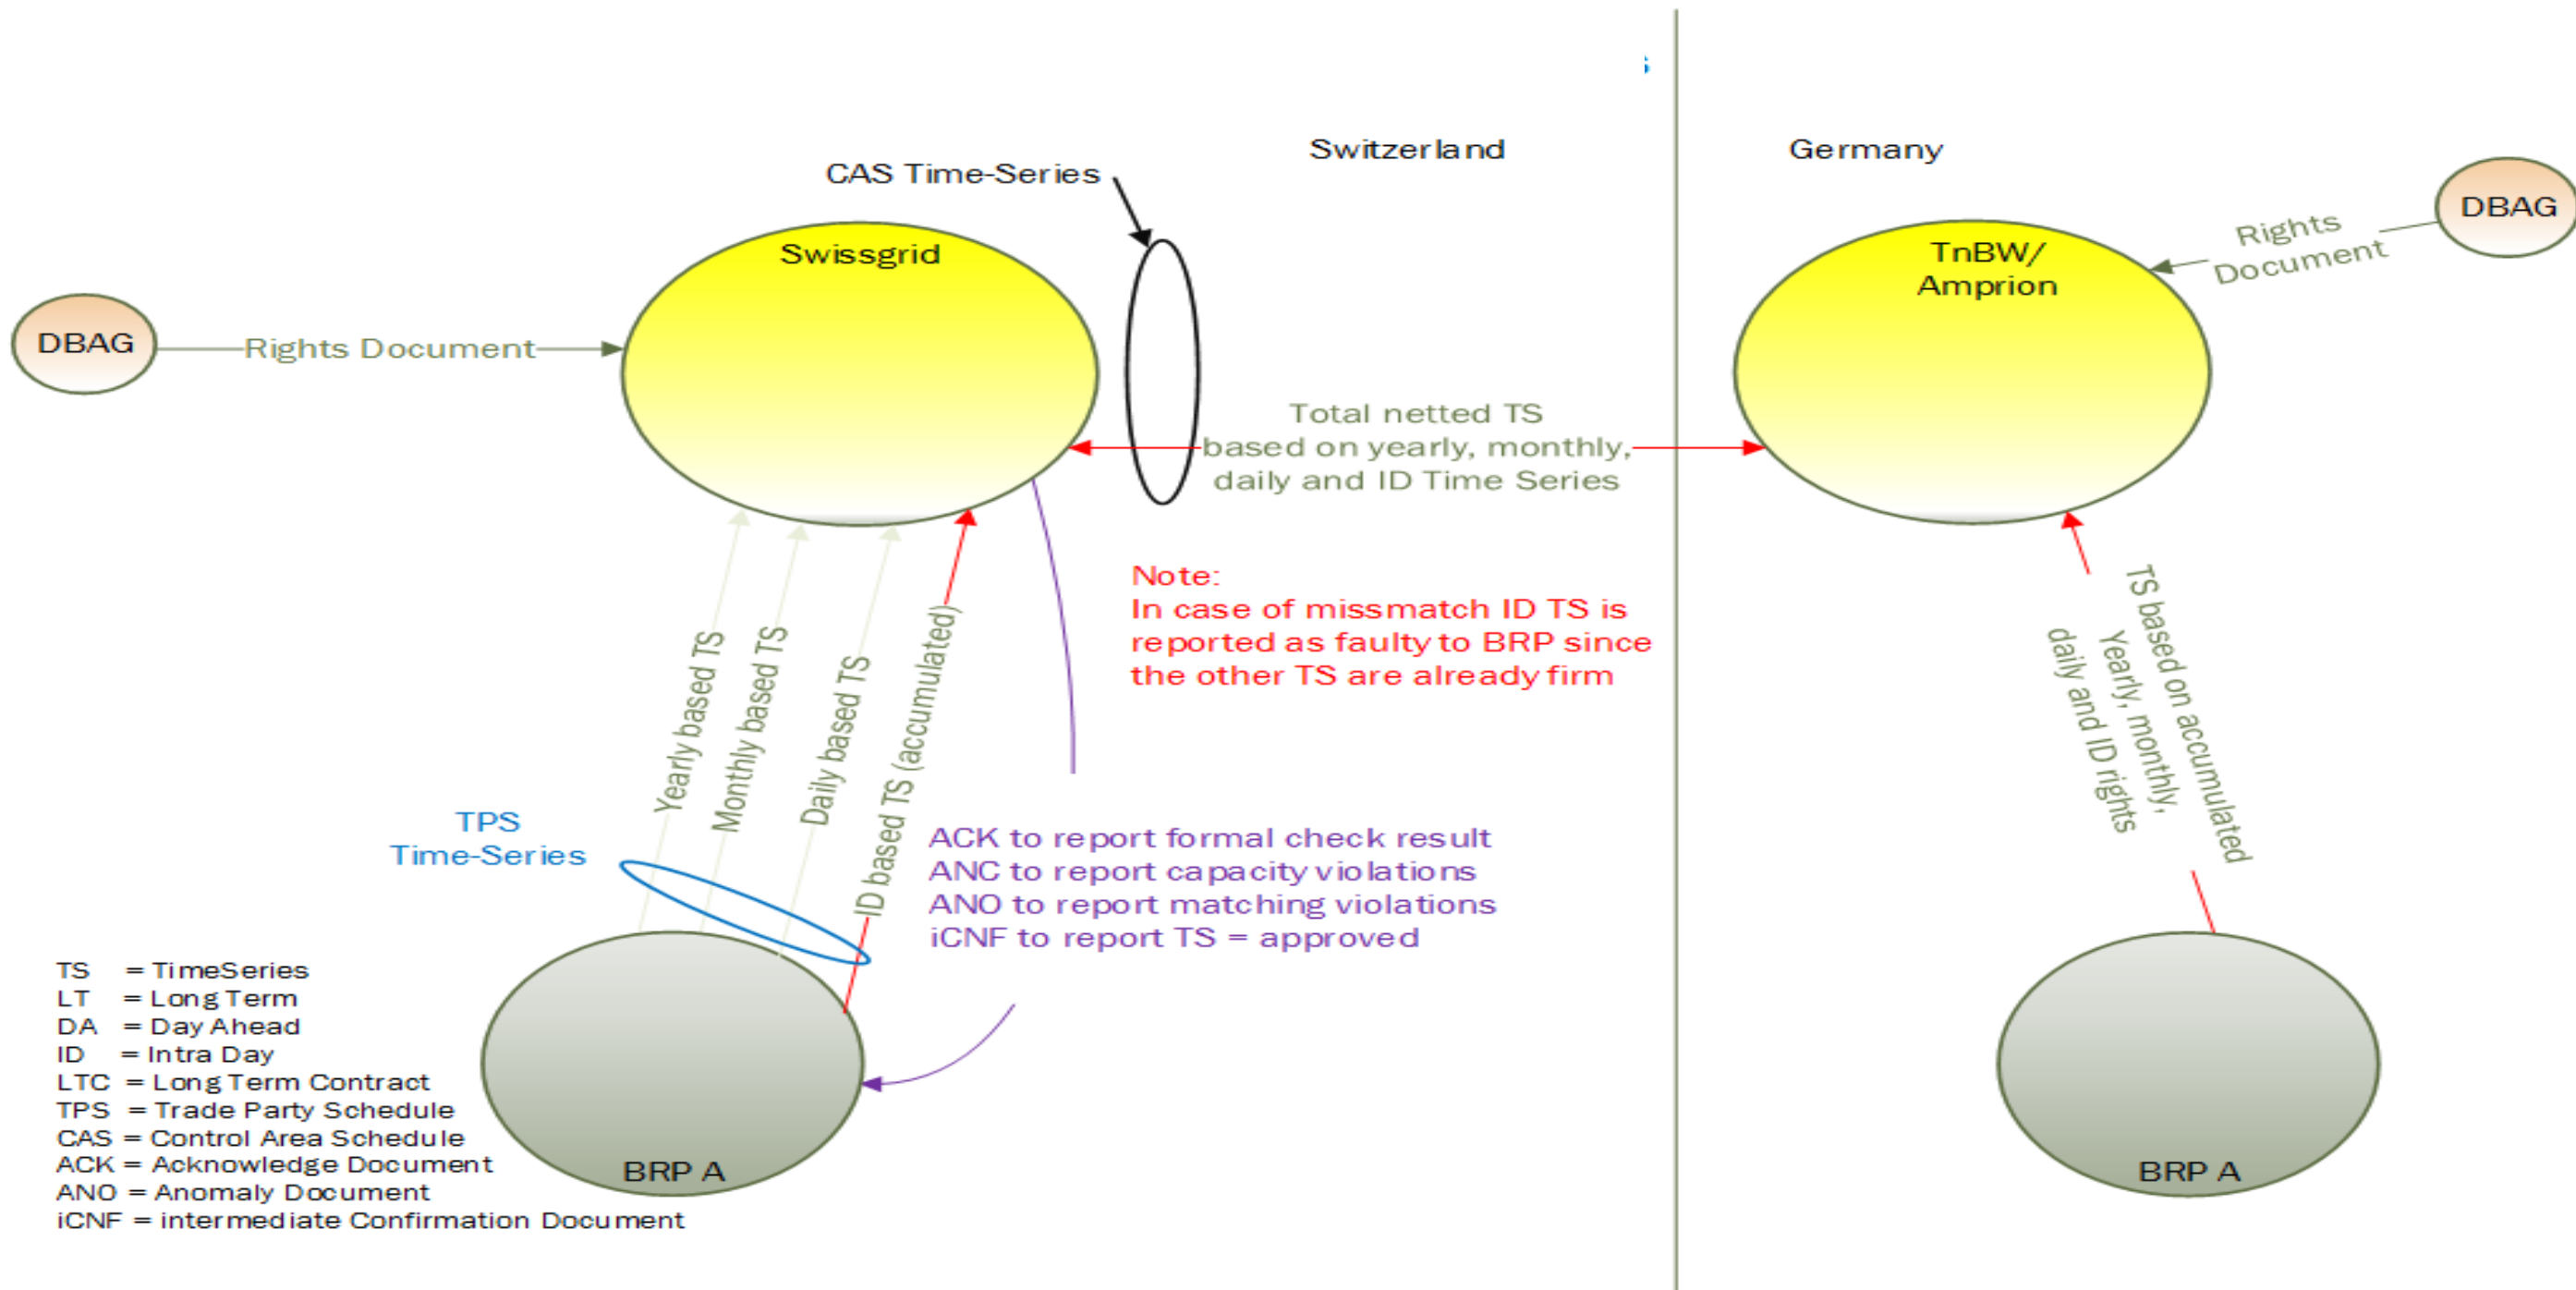 Switzerland
Germany
CAS Time-Series
DBAG
Rights Document
Swissgrid
TnBW/
Amprion
Rights
Document
DBAG
Total netted TS
based on yearly, monthly,
daily and ID Time Series
Note:
In case of missmatch ID TS is
reported as faulty to BRP since
the other TS are already firm
Yearly based TS
Monthly based TS
Daily based TS
ID based TS (accumulated)
TS based on accumulated
Yearly, monthly,
daily and ID rights
TPS
Time-Series
ACK to report formal check result
ANC to report capacity violations
ANO to report matching violations
iCNF to report TS = approved
TS = TimeSeries
LT = Long Term
DA = Day Ahead
ID = Intra Day
LTC = Long Term Contract
TPS = Trade Party Schedule
CAS = Control Area Schedule
ACK = Acknowledge Document
ANO = Anomaly Document
iCNF = intermediate Confirmation Document
BRP A
BRP A